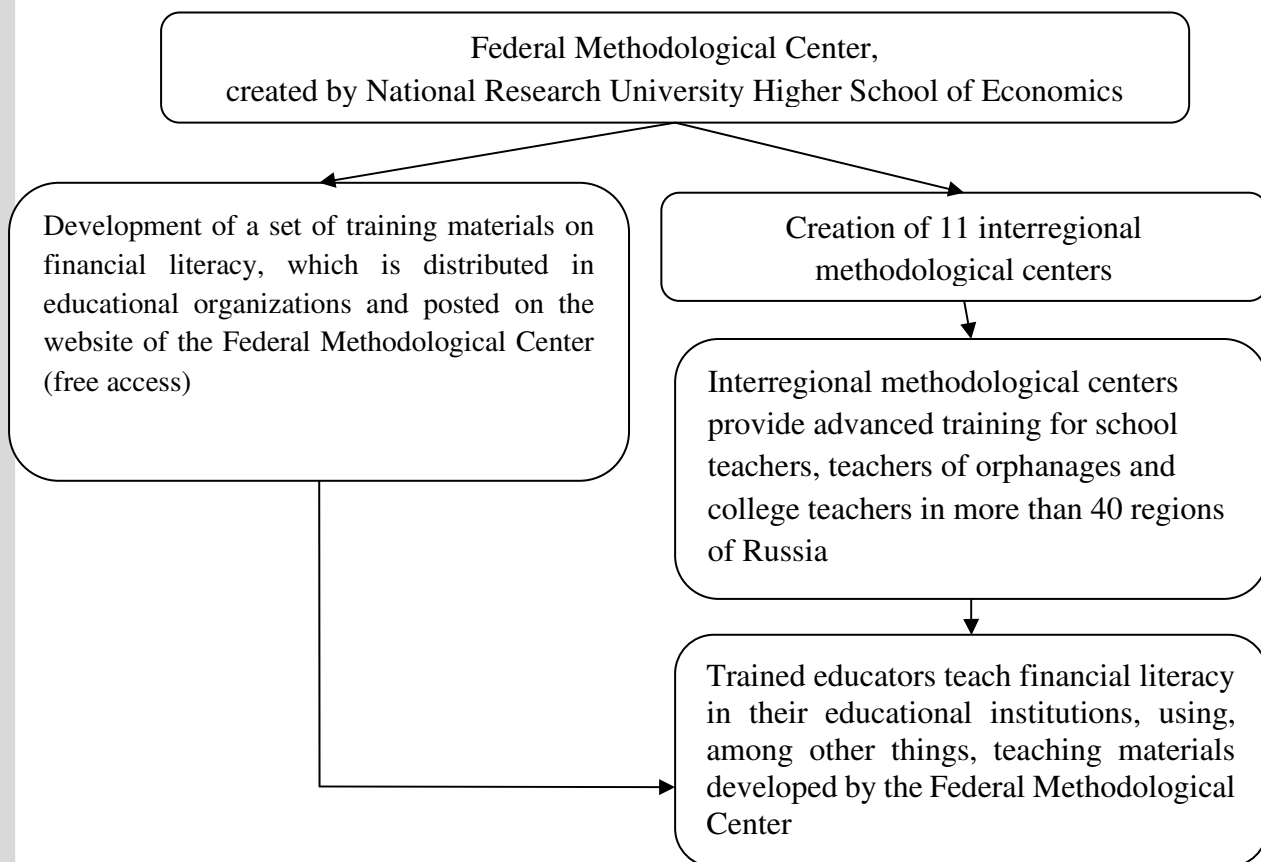 Federal Methodological Center,
created by National Research University Higher School of Economics
Development of a set of training materials on
financial literacy, which is distributed in
educational organizations and posted on the
website of the Federal Methodological Center
(free access)
Creation of 11 interregional
methodological centers
Interregional methodological centers
provide advanced training for school
teachers, teachers of orphanages and
college teachers in more than 40 regions
of Russia
Trained educators teach financial literacy
in their educational institutions, using,
among other things, teaching materials
developed by the Federal Methodological
Center